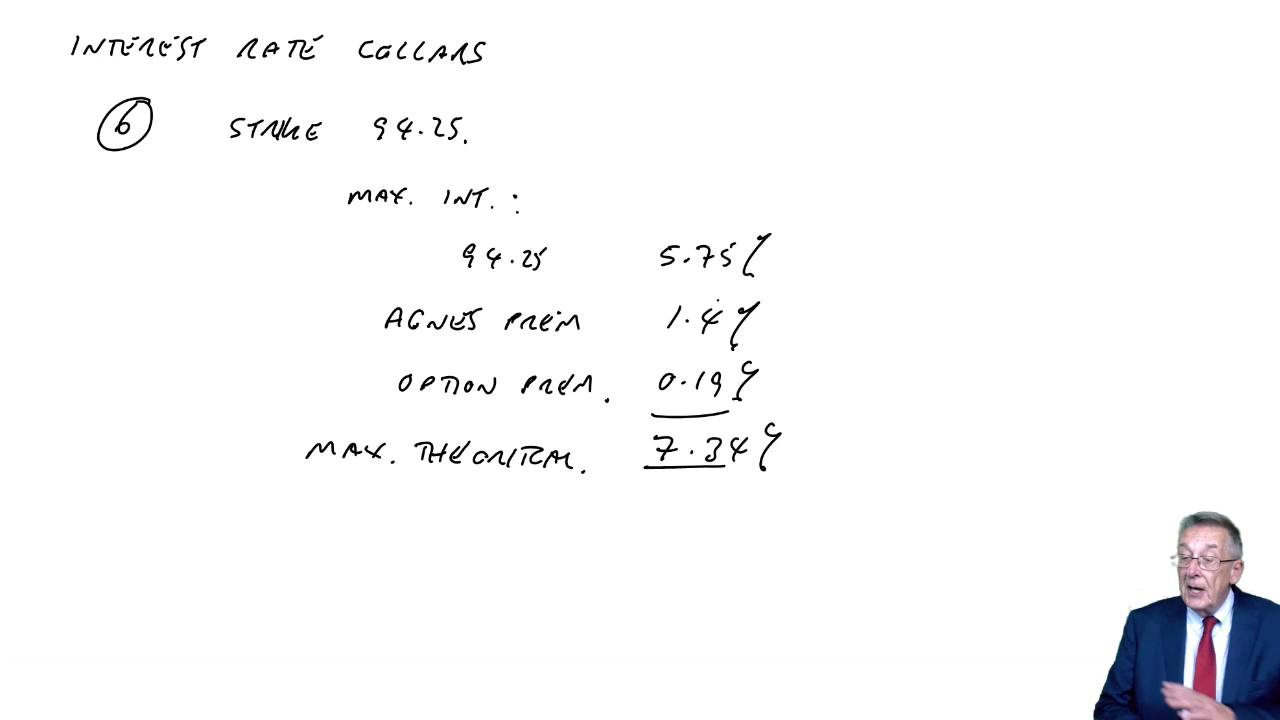 INTEREST RATE COLLARS
6 STRIKE 94.25.
MAX. INT. :
94.25 5.75%
AGNES PREM 1.4%
OPTION PREM. 0.19%
MAX. THEORITAL. 7.34%